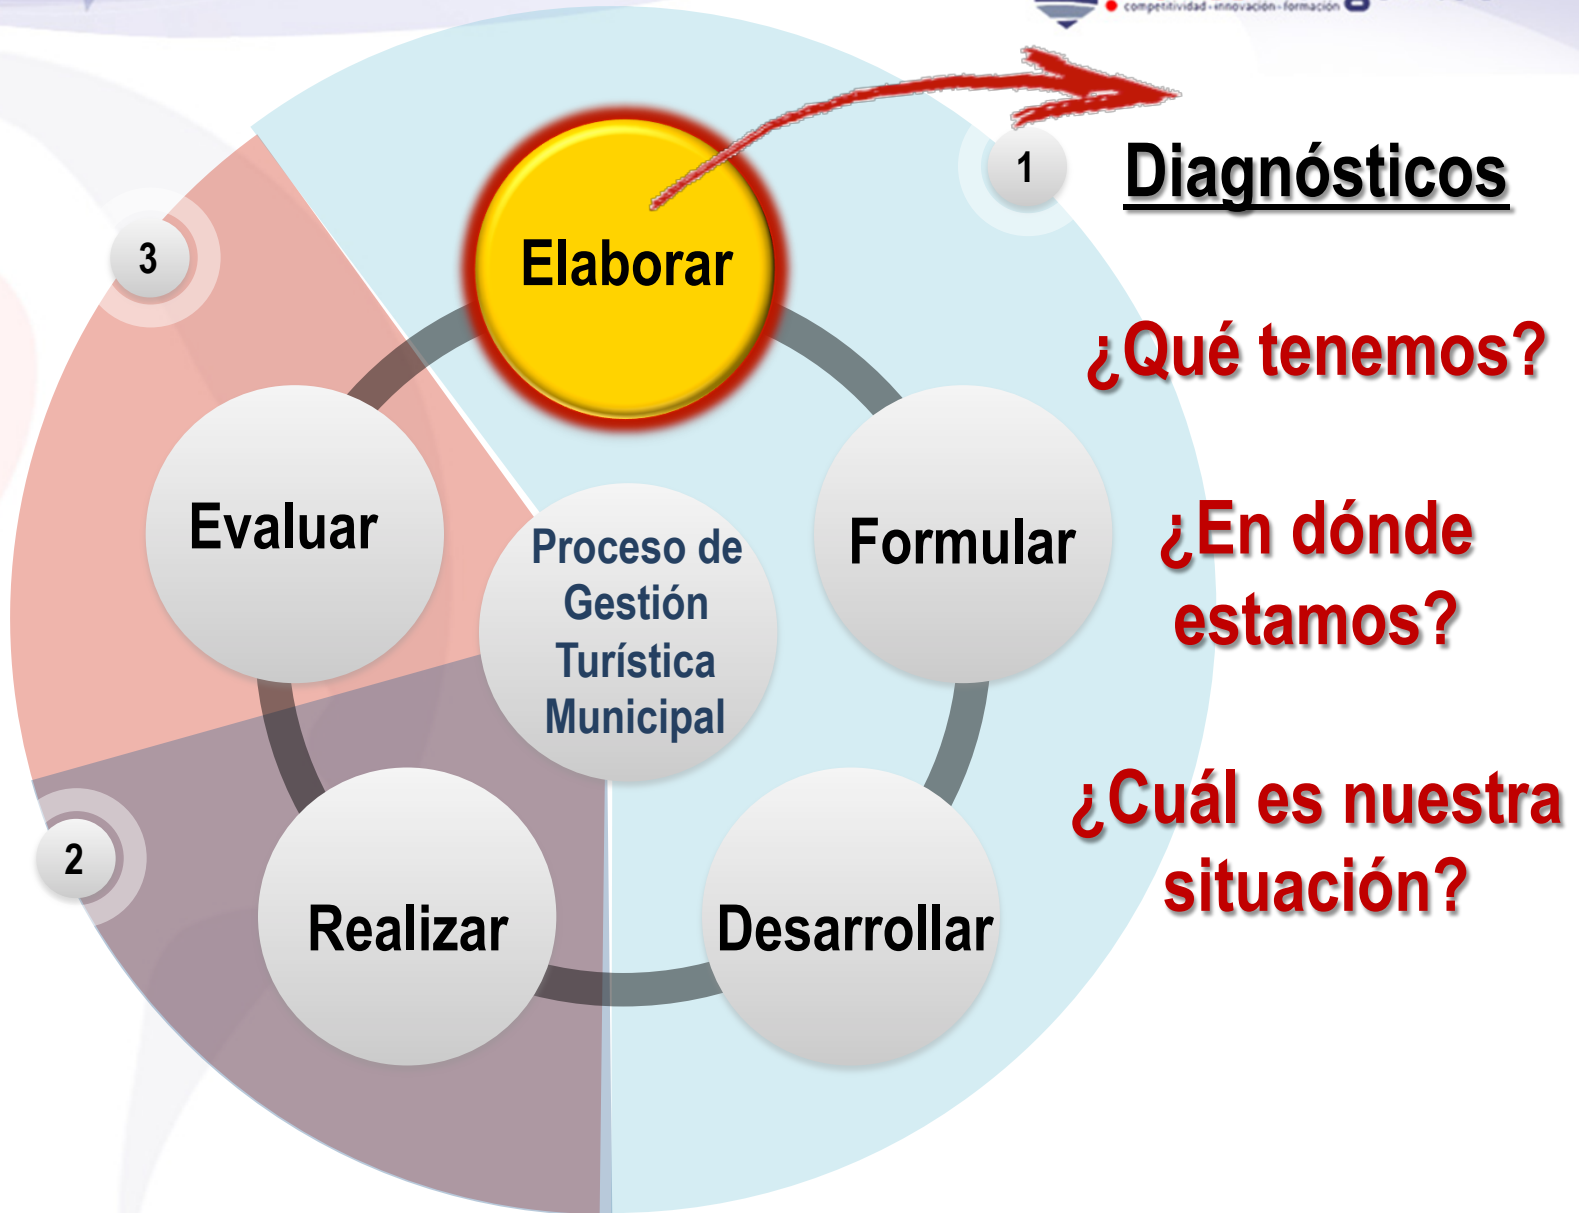 competitividad - innovación - formación
1
Diagnósticos
Elaborar
3
¿Qué tenemos?
Evaluar
Formular
¿En dónde
estamos?
Proceso de
Gestión
Turística
Municipal
¿Cuál es nuestra
situación?
2
Realizar
Desarrollar